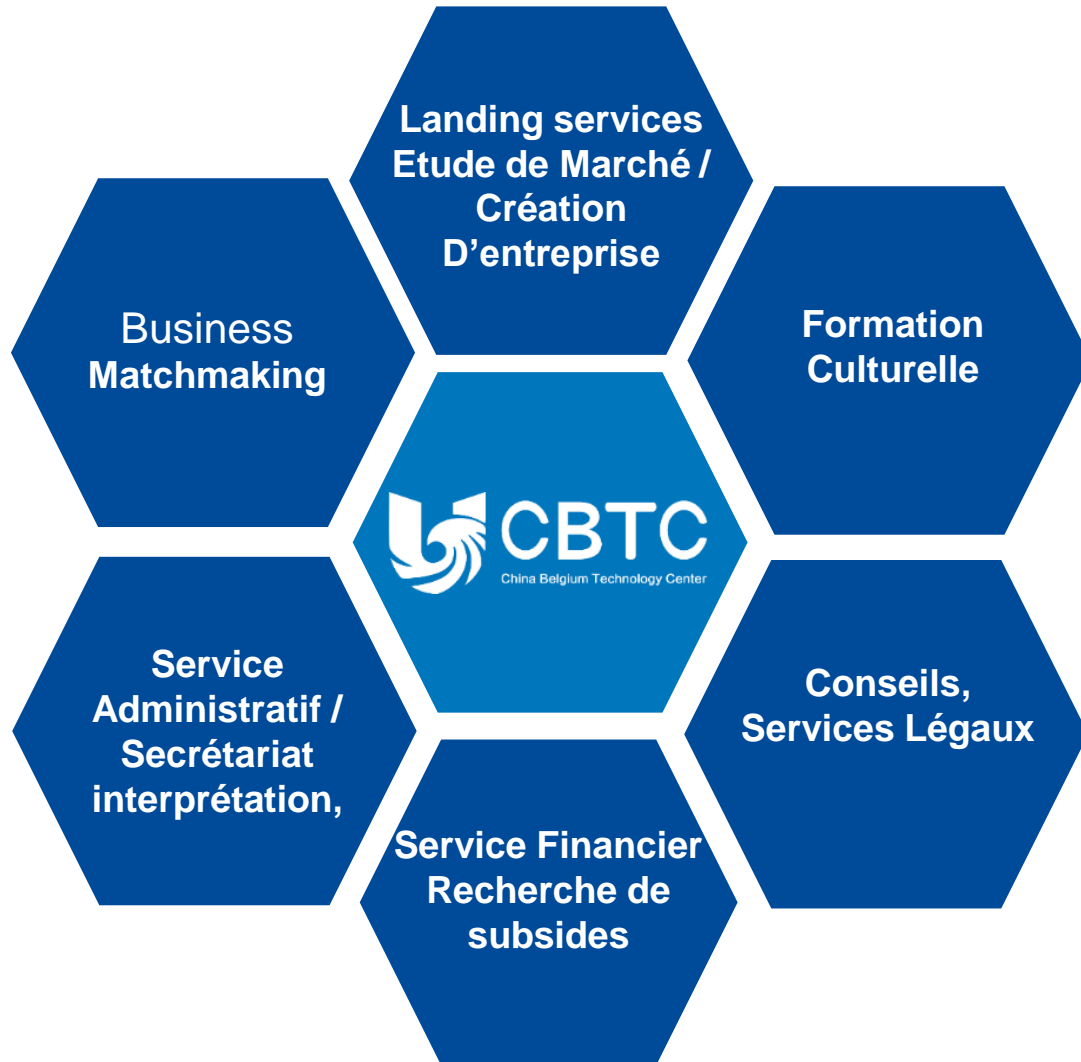 Landing services
Etude de Marché /
Création
D’entreprise
Business
Matchmaking
Formation
Culturelle
CBTC
China Belgium Technology Center
Service
Administratif /
Secrétariat
interprétation,
Conseils,
Services Légaux
Service Financier
Recherche de
subsides